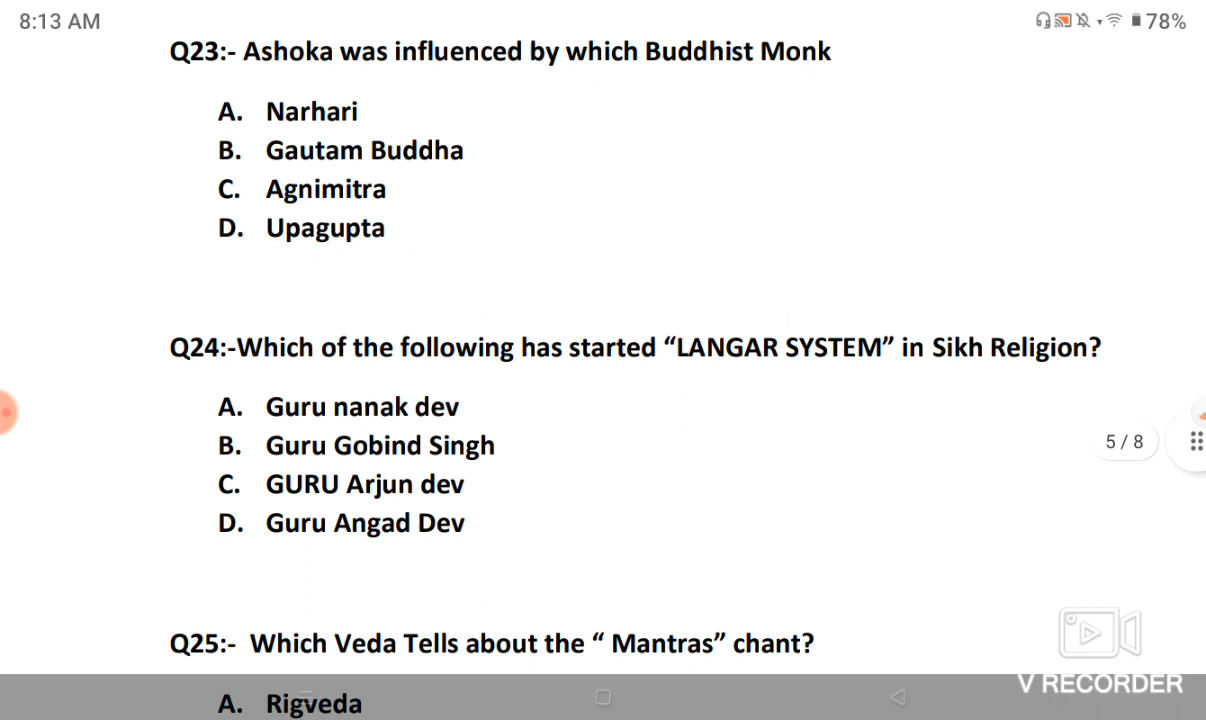 8:13 AM
78%
Q23:- Ashoka was influenced by which Buddhist Monk
A. Narhari
B. Gautam Buddha
C. Agnimitra
D. Upagupta
Q24:-Which of the following has started “LANGAR SYSTEM” in Sikh Religion?
A. Guru nanak dev
B. Guru Gobind Singh
C. GURU Arjun dev
D. Guru Angad Dev
5 / 8
Q25:- Which Veda Tells about the “ Mantras” chant?
V RECORDER
A. Rigveda